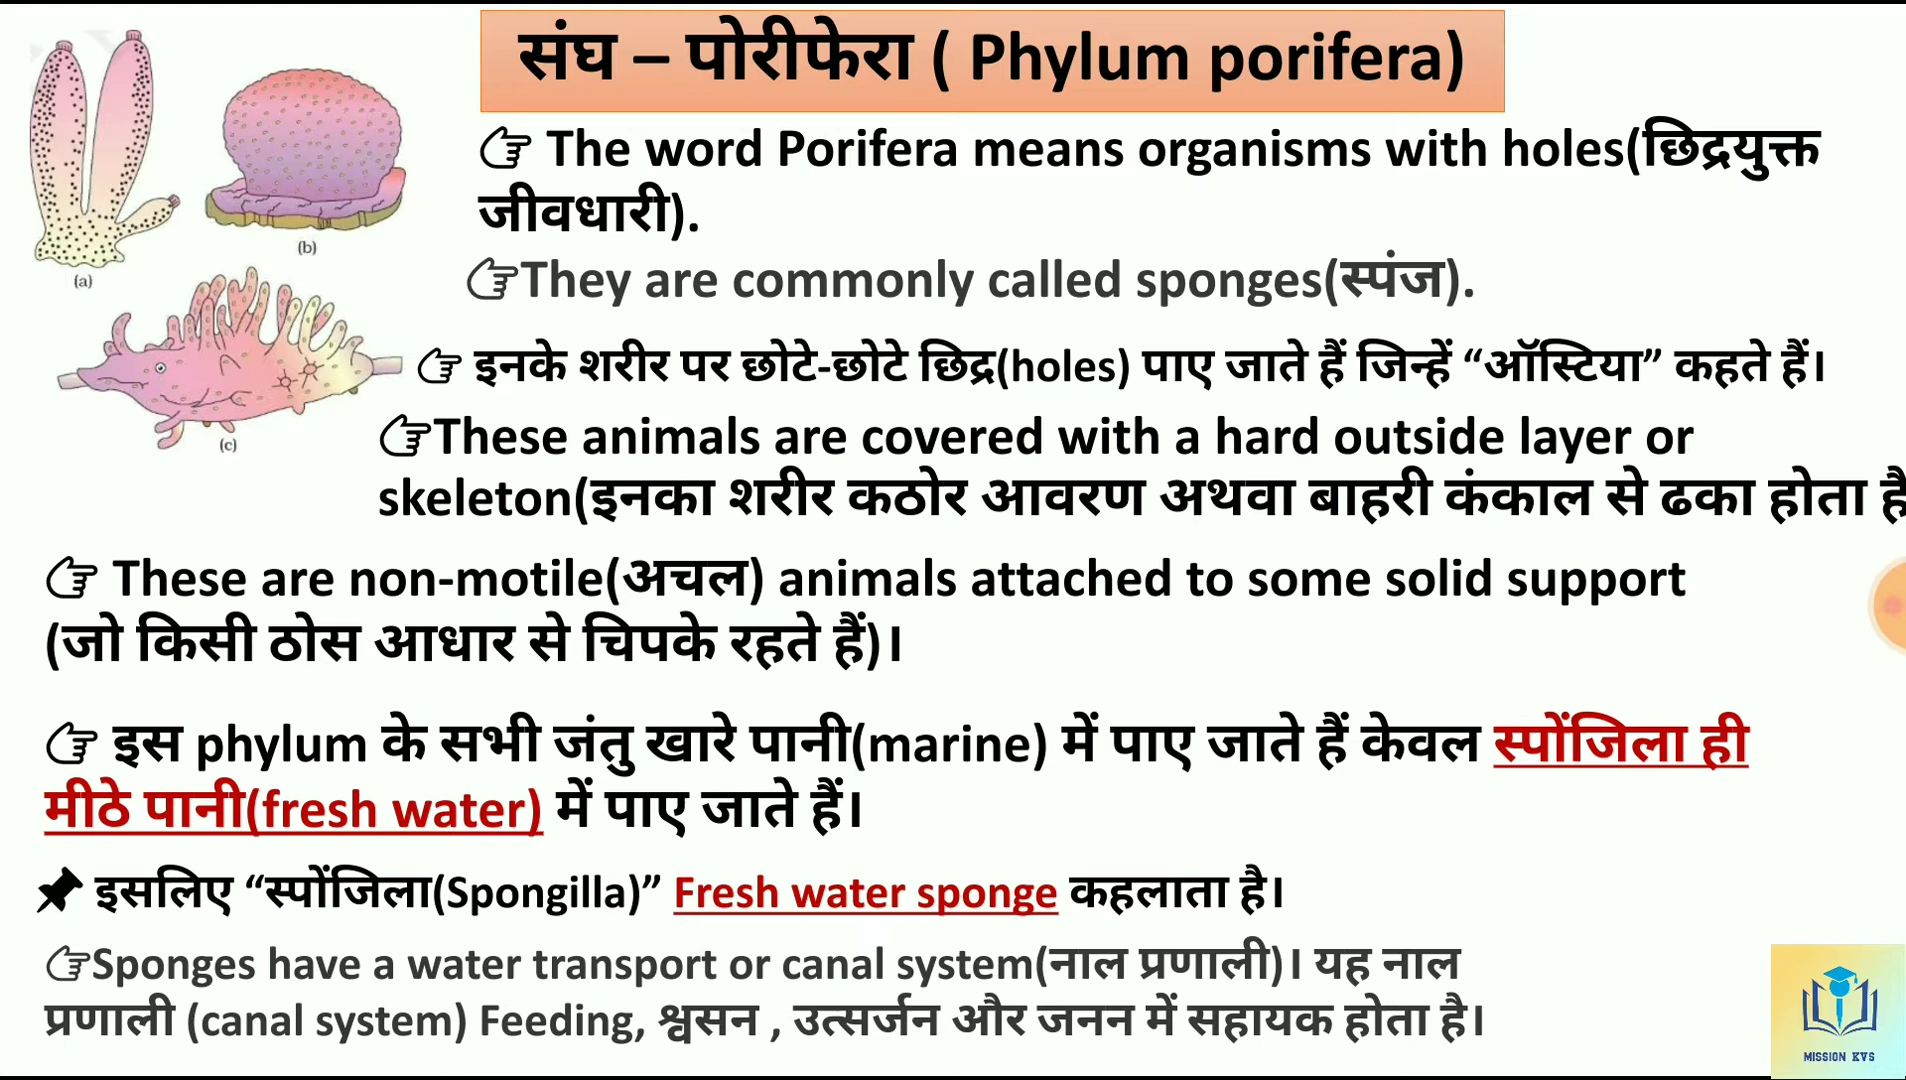 संघ – पोरीफेरा ( Phylum porifera)
The word Porifera means organisms with holes(छिद्रयुक्त
जीवधारी).
They are commonly called sponges(स्पंज).
इनके शरीर पर छोटे-छोटे छिद्र(holes) पाए जाते हैं जिन्हें “ऑस्टिया” कहते हैं।
These animals are covered with a hard outside layer or
skeleton(इनका शरीर कठोर आवरण अथवा बाहरी कंकाल से ढका होता है
These are non-motile(अचल) animals attached to some solid support
(जो किसी ठोस आधार से चिपके रहते हैं)।
इस phylum के सभी जंतु खारे पानी(marine) में पाए जाते हैं केवल स्पोंजिला ही
मीठे पानी(fresh water) में पाए जाते हैं।
इसलिए “स्पोंजिला(Spongilla)” Fresh water sponge कहलाता है।
Sponges have a water transport or canal system(नाल प्रणाली)। यह नाल
प्रणाली (canal system) Feeding, श्वसन , उत्सर्जन और जनन में सहायक होता है।
(a)
(b)
(c)
MISSION KVS